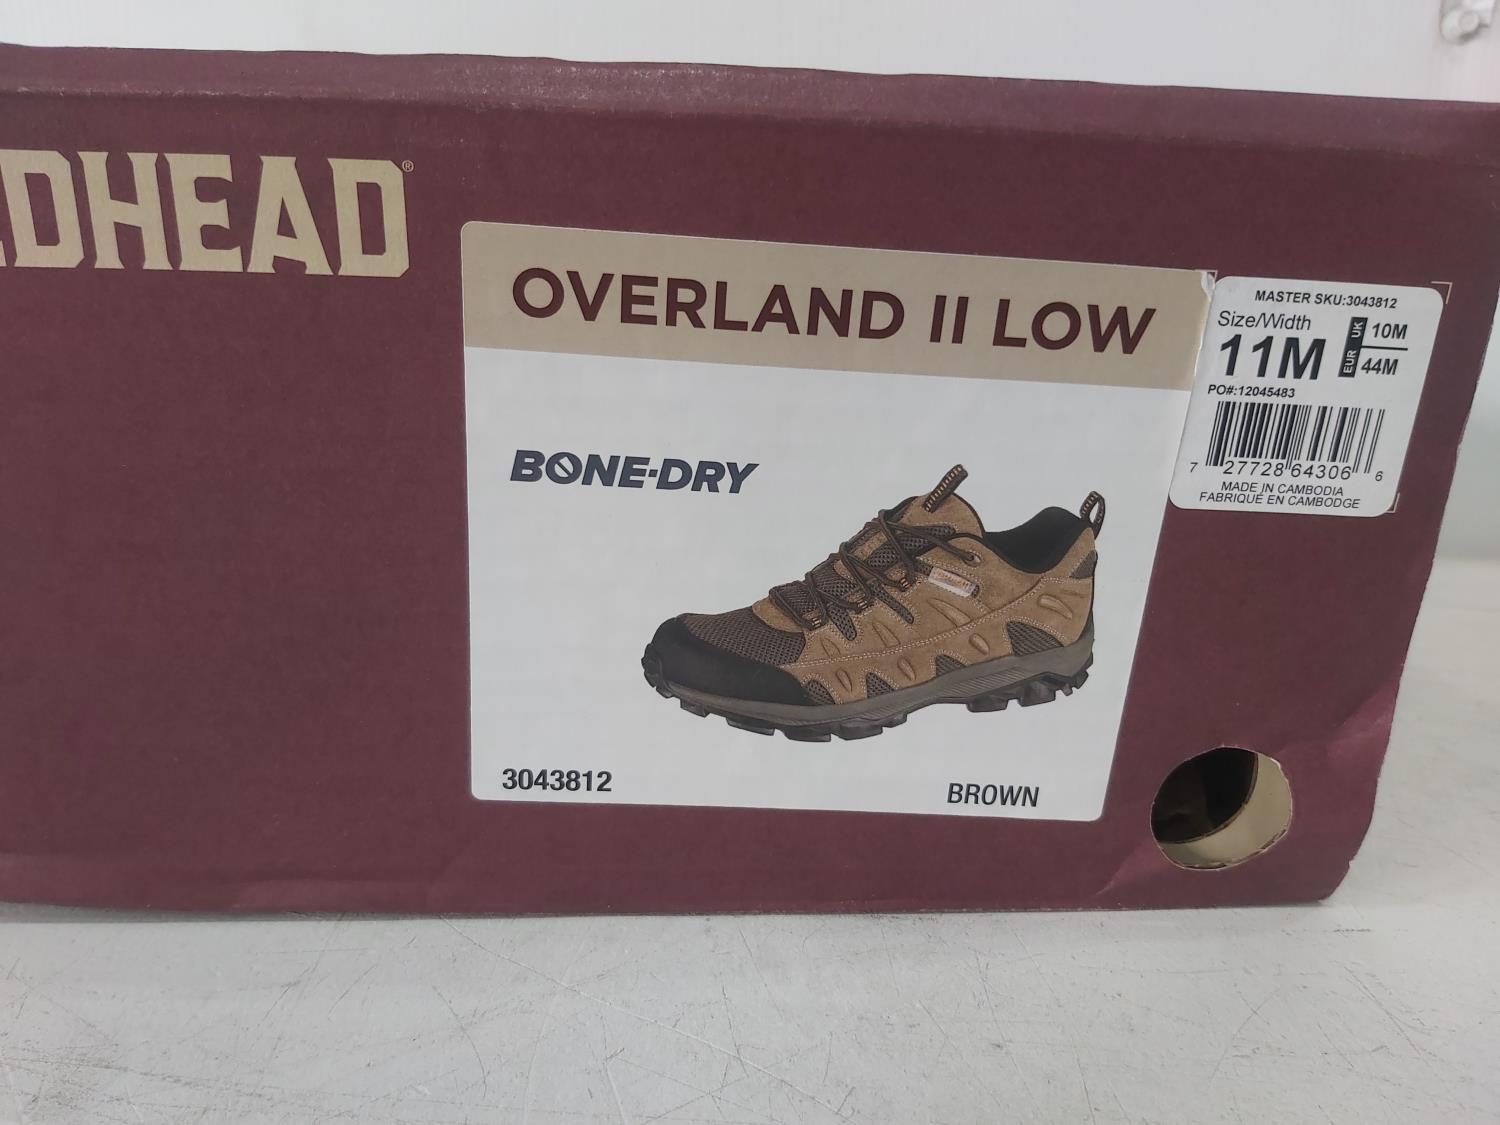 EDHEAD®
OVERLAND II LOW
BONE-DRY
3043812
BROWN
MASTER SKU:3043812
Size/Width
11M
UK 10M
EUR 44M
PO#:12045483
7 27728 64306 6
MADE IN CAMBODIA
FABRIQUÉ EN CAMBODGE